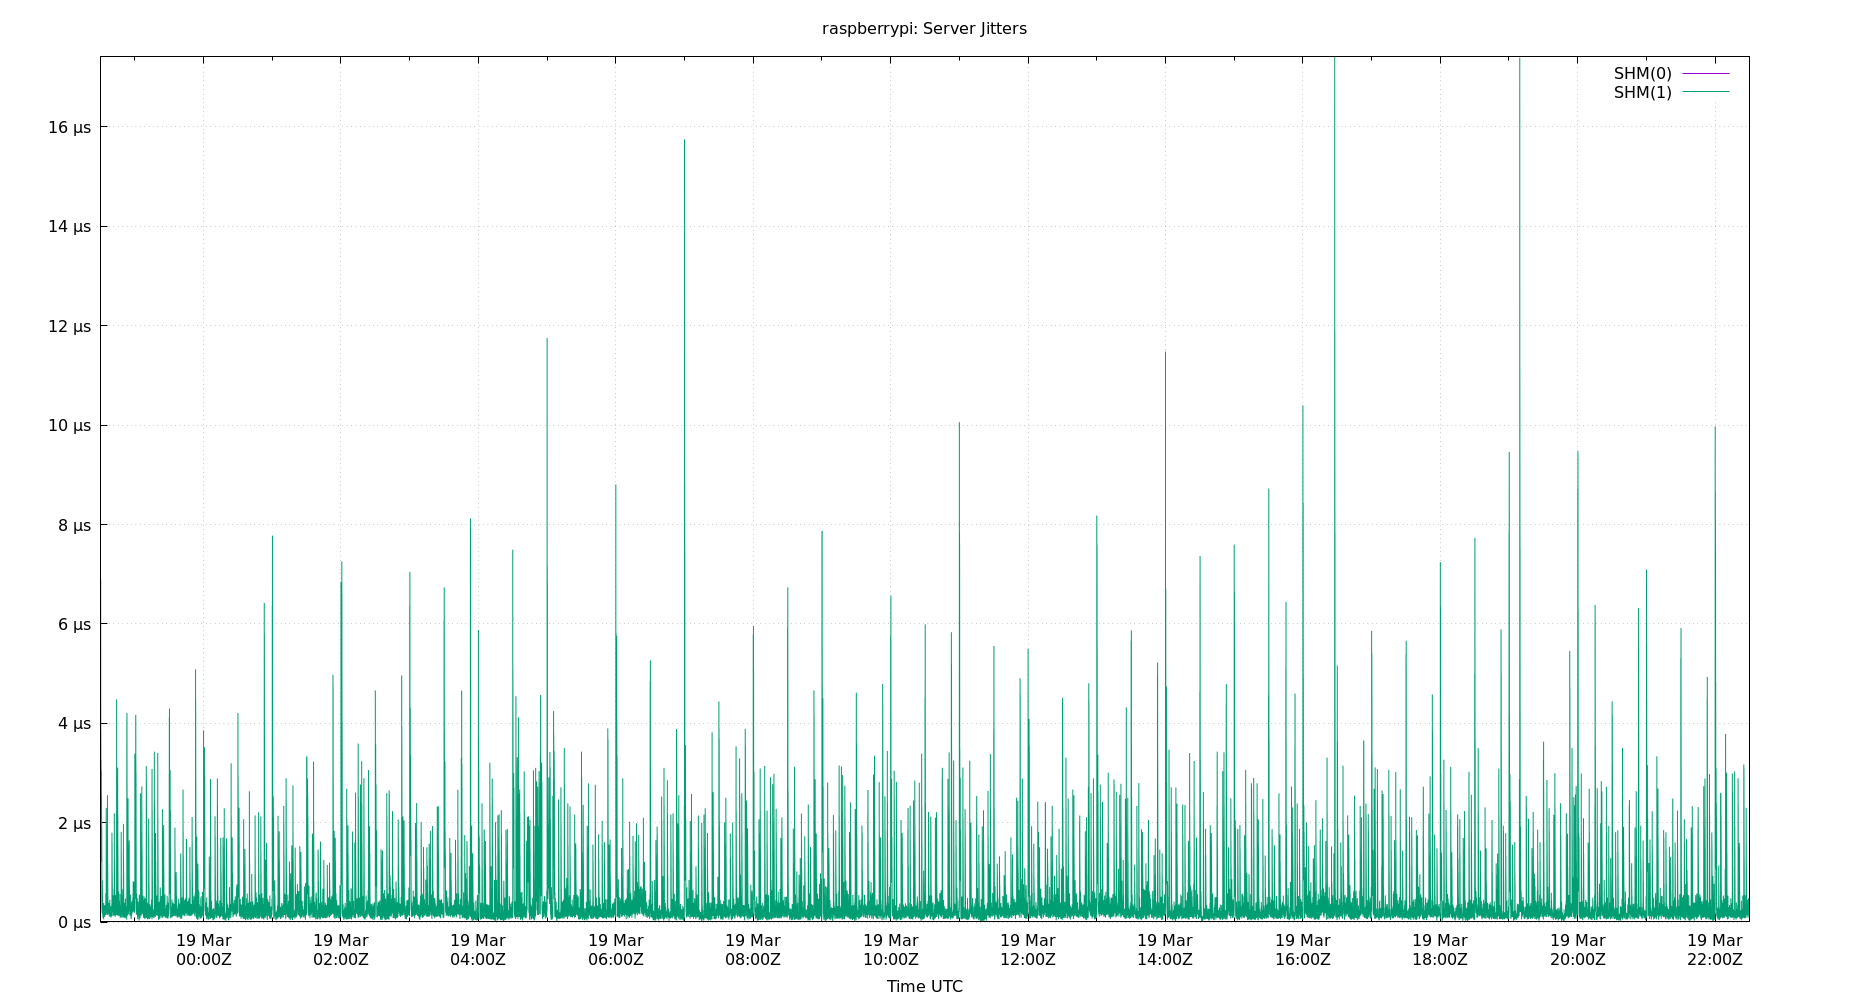 raspberrypi: Server Jitters
SHM(0)
SHM(1)
16 µs
14 µs
12 µs
10 µs
8 µs
6 µs
4 µs
2 µs
0 µs
19 Mar 19 Mar 19 Mar 19 Mar 19 Mar 19 Mar 19 Mar 19 Mar 19 Mar 19 Mar 19 Mar 19 Mar
00:00Z 02:00Z 04:00Z 06:00Z 08:00Z 10:00Z 12:00Z 14:00Z 16:00Z 18:00Z 20:00Z 22:00Z
Time UTC